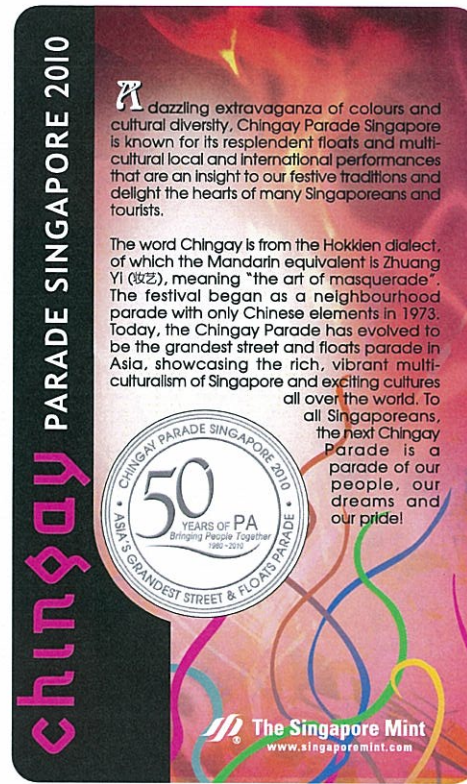 chingay PARADE SINGAPORE 2010
A dazzling extravaganza of colours and
cultural diversity, Chingay Parade Singapore
is known for its resplendent floats and multi-
cultural local and international performances
that are an insight to our festive traditions and
delight the hearts of many Singaporeans and
tourists.
The word Chingay is from the Hokkien dialect,
of which the Mandarin equivalent is Zhuang
Yi (妆艺), meaning "the art of masquerade".
The festival began as a neighbourhood
parade with only Chinese elements in 1973.
Today, the Chingay Parade has evolved to
be the grandest street and floats parade in
Asia, showcasing the rich, vibrant multi-
culturalism of Singapore and exciting cultures
all over the world. To
all Singaporeans,
the next Chingay
Parade is a
parade of our
people, our
dreams and
our pride!
CHINGAY PARADE SINGAPORE 2010
50
YEARS OF PA
Bringing People Together
1960-2010
ASIA'S GRANDEST STREET & FLOATS PARADE
The Singapore Mint
www.singaporemint.com